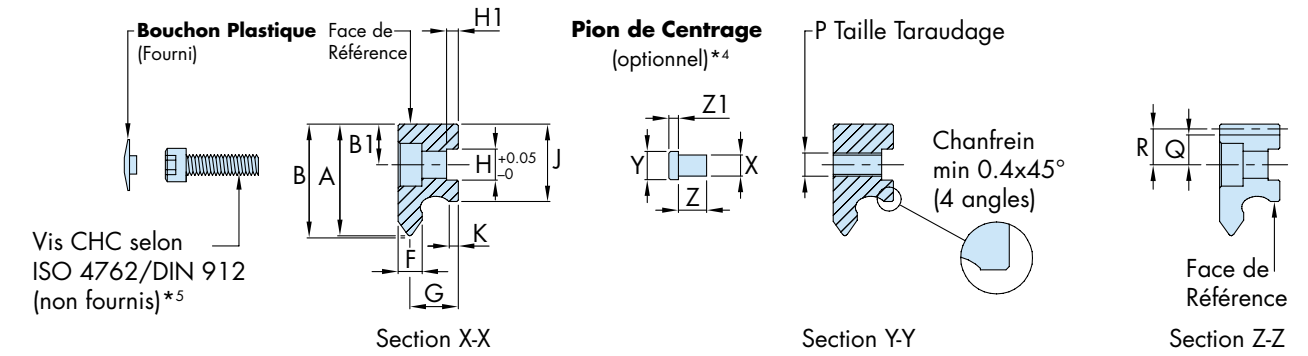 Bouchon Plastique
(Fourni)
Face de
Référence
H1
B1
B
A
H +0.05
-0
J
K
F
G
Vis CHC selon
ISO 4762/DIN 912
(non fournis)*5
Section X-X
Pion de Centrage
(optionnel)*4
Z1
Y
X
Z
P Taille Taraudage
Chanfrein
min 0.4x45°
(4 angles)
Section Y-Y
R
Q
Face de
Référence
Section Z-Z